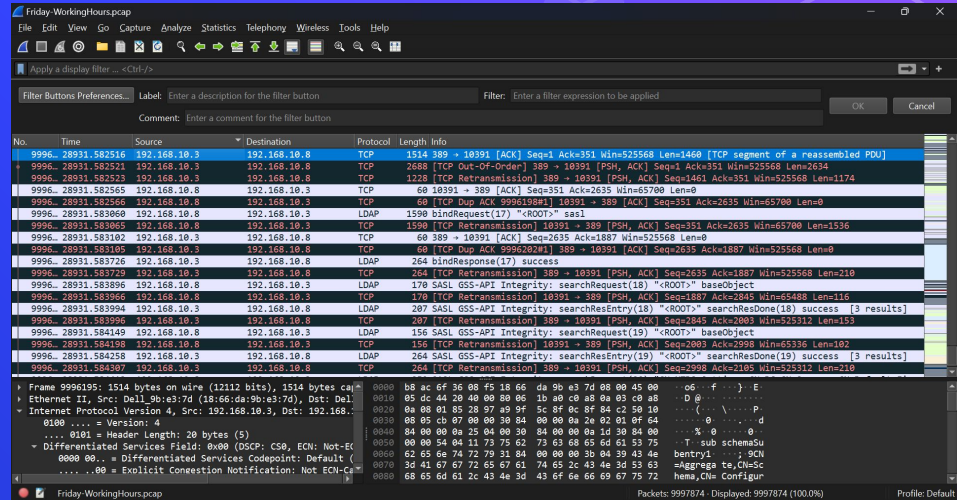 Friday-WorkingHours.pcap
File Edit View Go Capture Analyze Statistics Telephony Wireless Tools Help
Apply a display filter ... <Ctrl-/>
Filter Buttons Preferences... Label: Enter a description for the filter button Filter: Enter a filter expression to be applied
OK Cancel
Comment: Enter a comment for the filter button
No. Time Source Destination Protocol Length Info
9996… 28931.582516 192.168.10.3 192.168.10.8 TCP 1514 389 → 10391 [ACK] Seq=1 Ack=351 Win=525568 Len=1460 [TCP segment of a reassembled PDU]
9996… 28931.582521 192.168.10.3 192.168.10.8 TCP 2688 [TCP Out-Of-Order] 389 → 10391 [PSH, ACK] Seq=1 Ack=351 Win=525568 Len=2634
9996… 28931.582523 192.168.10.3 192.168.10.8 TCP 1228 [TCP Retransmission] 389 → 10391 [PSH, ACK] Seq=1461 Ack=351 Win=525568 Len=1174
9996… 28931.582565 192.168.10.8 192.168.10.3 TCP 60 10391 → 389 [ACK] Seq=351 Ack=2635 Win=65700 Len=0
9996… 28931.582566 192.168.10.8 192.168.10.3 TCP 60 [TCP Dup ACK 9996198#1] 10391 → 389 [ACK] Seq=351 Ack=2635 Win=65700 Len=0
9996… 28931.583060 192.168.10.8 192.168.10.3 LDAP 1590 bindRequest(17) "<ROOT>" sasl
9996… 28931.583065 192.168.10.8 192.168.10.3 TCP 1590 [TCP Retransmission] 10391 → 389 [PSH, ACK] Seq=351 Ack=2635 Win=65700 Len=1536
9996… 28931.583102 192.168.10.3 192.168.10.8 TCP 60 389 → 10391 [ACK] Seq=2635 Ack=1887 Win=525568 Len=0
9996… 28931.583105 192.168.10.3 192.168.10.8 TCP 60 [TCP Dup ACK 9996202#1] 389 → 10391 [ACK] Seq=2635 Ack=1887 Win=525568 Len=0
9996… 28931.583726 192.168.10.3 192.168.10.8 LDAP 264 bindResponse(17) success
9996… 28931.583729 192.168.10.3 192.168.10.8 TCP 264 [TCP Retransmission] 389 → 10391 [PSH, ACK] Seq=2635 Ack=1887 Win=525568 Len=210
9996… 28931.583896 192.168.10.8 192.168.10.3 LDAP 170 SASL GSS-API Integrity: searchRequest(18) "<ROOT>" baseObject
9996… 28931.583966 192.168.10.8 192.168.10.3 TCP 170 [TCP Retransmission] 10391 → 389 [PSH, ACK] Seq=1887 Ack=2845 Win=65488 Len=116
9996… 28931.583994 192.168.10.3 192.168.10.8 LDAP 207 SASL GSS-API Integrity: searchResEntry(18) "<ROOT>" searchResDone(18) success [3 results]
9996… 28931.584066 192.168.10.3 192.168.10.8 TCP 207 [TCP Retransmission] 389 → 10391 [PSH, ACK] Seq=2845 Ack=2003 Win=525312 Len=153
9996… 28931.584149 192.168.10.8 192.168.10.3 LDAP 156 SASL GSS-API Integrity: searchRequest(19) "<ROOT>" baseObject
9996… 28931.584198 192.168.10.8 192.168.10.3 TCP 156 [TCP Retransmission] 10391 → 389 [PSH, ACK] Seq=2003 Ack=2998 Win=65336 Len=102
9996… 28931.584258 192.168.10.3 192.168.10.8 LDAP 264 SASL GSS-API Integrity: searchResEntry(19) "<ROOT>" searchResDone(19) success [3 results]
9996… 28931.584307 192.168.10.3 192.168.10.8 TCP 264 [TCP Retransmission] 389 → 10391 [PSH, ACK] Seq=2998 Ack=2105 Win=525312 Len=210
Frame 9996195: 1514 bytes on wire (12112 bits), 1514 bytes cap
Ethernet II, Src: Dell_9b:e3:7d (18:66:da:9b:e3:7d), Dst: Dell
Internet Protocol Version 4, Src: 192.168.10.3, Dst: 192.168.
0100 .... = Version: 4
.... 0101 = Header Length: 20 bytes (5)
Differentiated Services Field: 0x00 (DSCP: CS0, ECN: Not-EC
0000 00.. = Differentiated Services Codepoint: Default (
.... ..00 = Explicit Congestion Notification: Not ECN-Ca
0000 b8 ac 6f 36 08 f5 18 66 da 9b e3 7d 08 00 45 00 ··o6···f ···}··E·
0010 05 dc 44 20 40 00 80 06 1b a0 c0 a8 0a 03 c0 a8 ··D @··· ········
0020 0a 08 01 85 28 97 a9 9f 5c 8f 0c 8f 84 c2 50 10 ····(··· \·····P·
0030 08 05 cb 07 00 00 30 84 00 00 0a 2e 02 01 0f 64 ······0· ···.···d
0040 84 00 00 0a 25 04 00 30 84 00 00 0a 1d 30 84 00 ····%··0 ·····0··
0050 00 00 54 04 11 73 75 62 73 63 68 65 6d 61 53 75 ··T··sub schemaSu
0060 62 65 6e 74 72 79 31 84 00 00 00 3b 04 39 43 4e bentry1· ···;·9CN
0070 3d 41 67 67 72 65 67 61 74 65 2c 43 4e 3d 53 63 =Aggrega te,CN=Sc
0080 68 65 6d 61 2c 43 4e 3d 43 6f 6e 66 69 67 75 72 hema,CN= Configur
Friday-WorkingHours.pcap Packets: 9997874 · Displayed: 9997874 (100.0%) Profile: Default